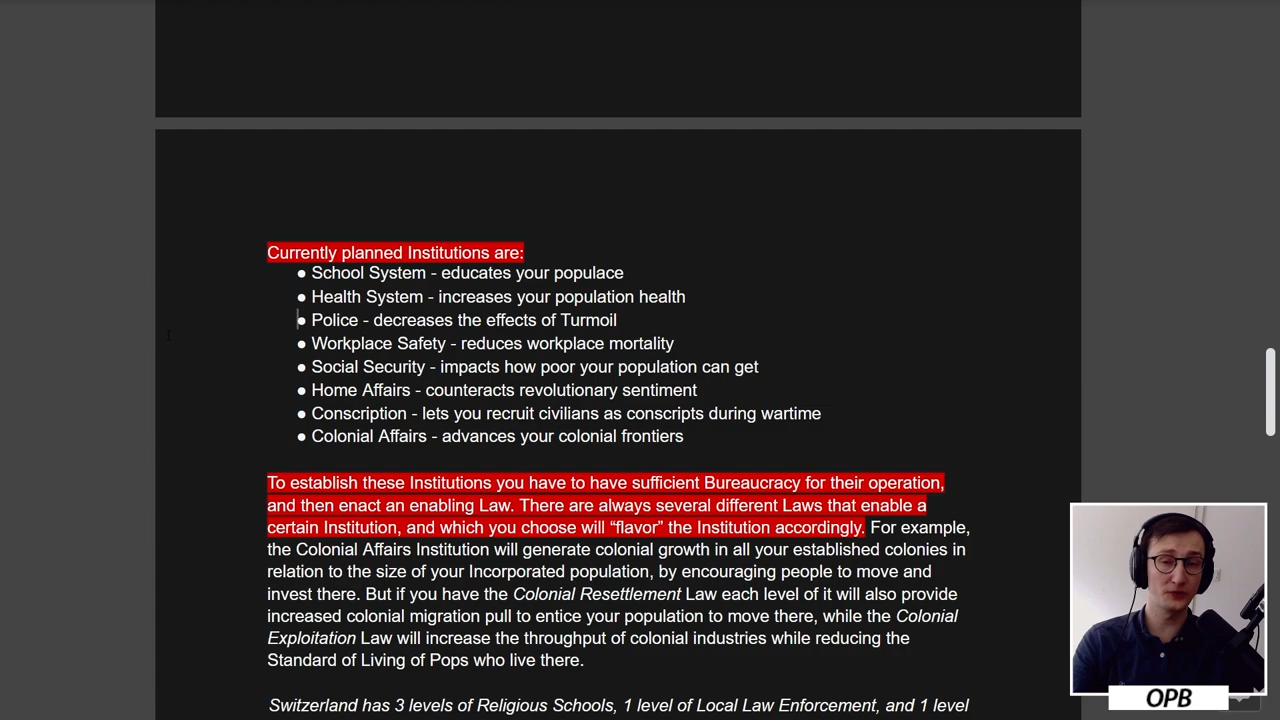 Currently planned Institutions are:
● School System - educates your populace
● Health System - increases your population health
● Police - decreases the effects of Turmoil
● Workplace Safety - reduces workplace mortality
● Social Security - impacts how poor your population can get
● Home Affairs - counteracts revolutionary sentiment
● Conscription - lets you recruit civilians as conscripts during wartime
● Colonial Affairs - advances your colonial frontiers
To establish these Institutions you have to have sufficient Bureaucracy for their operation,
and then enact an enabling Law. There are always several different Laws that enable a
certain Institution, and which you choose will “flavor” the Institution accordingly. For example,
the Colonial Affairs Institution will generate colonial growth in all your established colonies in
relation to the size of your Incorporated population, by encouraging people to move and
invest there. But if you have the Colonial Resettlement Law each level of it will also provide
increased colonial migration pull to entice your population to move there, while the Colonial
Exploitation Law will increase the throughput of colonial industries while reducing the
Standard of Living of Pops who live there.
Switzerland has 3 levels of Religious Schools, 1 level of Local Law Enforcement, and 1 level
OPB